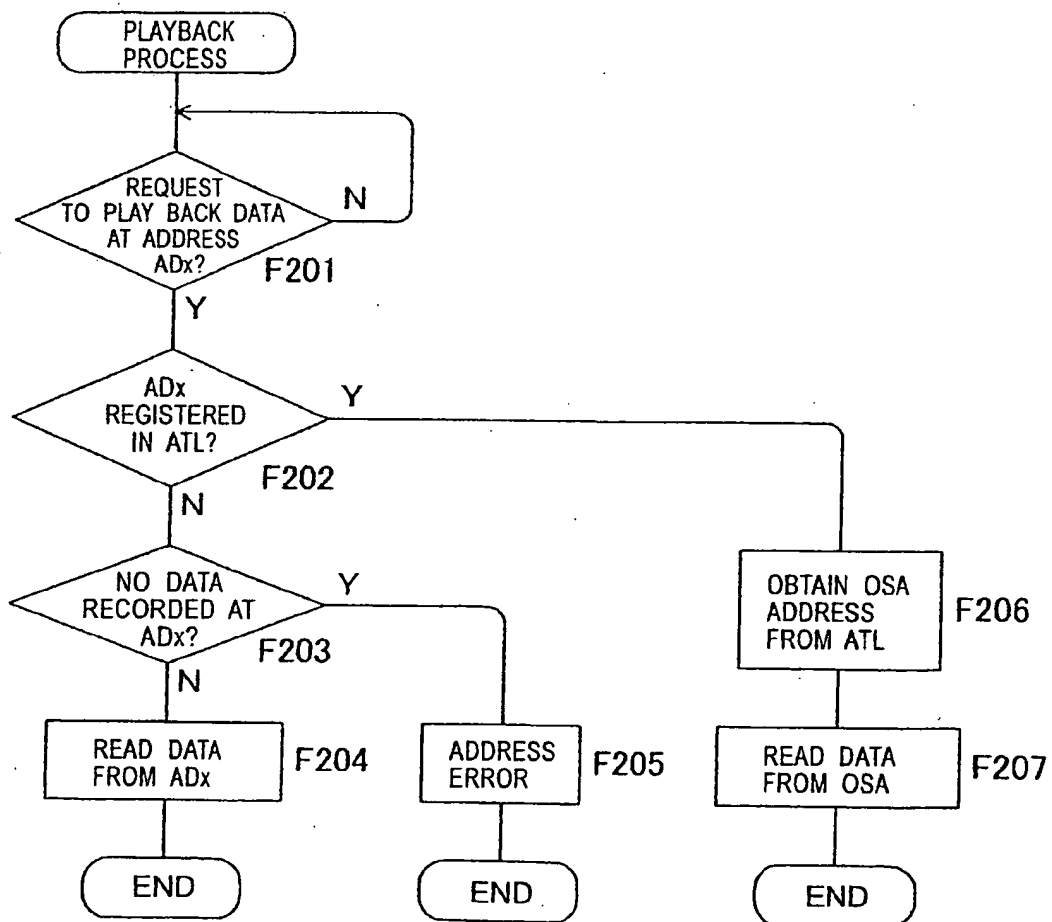 PLAYBACK
PROCESS
REQUEST
TO PLAY BACK DATA
AT ADDRESS
ADx?
N
F201
Y
ADx
REGISTERED
IN ATL?
Y
F202
N
NO DATA
RECORDED AT
ADx?
Y
F203
N
OBTAIN OSA
ADDRESS
FROM ATL
F206
READ DATA
FROM ADx
F204
ADDRESS
ERROR
F205
READ DATA
FROM OSA
F207
END
END
END